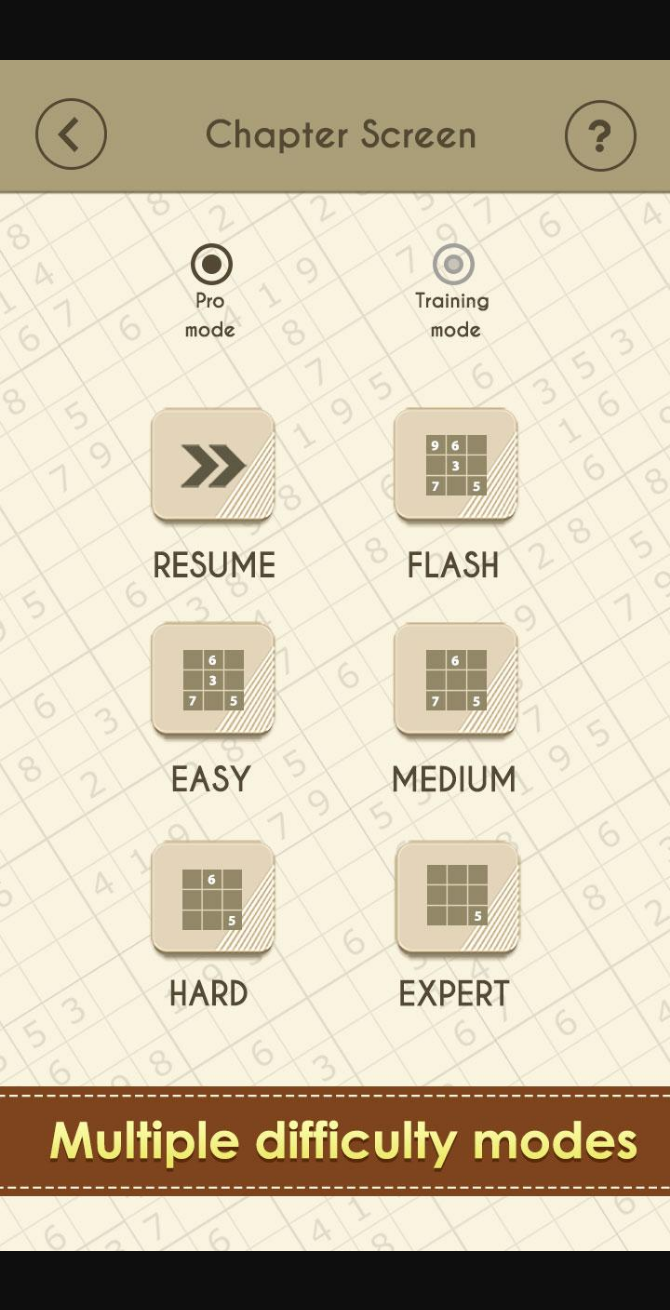 Chapter Screen
?
Pro
mode
Training
mode
RESUME
9 6
3
7 5
FLASH
6
3
7 5
EASY
6
7 5
MEDIUM
6
5
HARD
5
EXPERT
Multiple difficulty modes